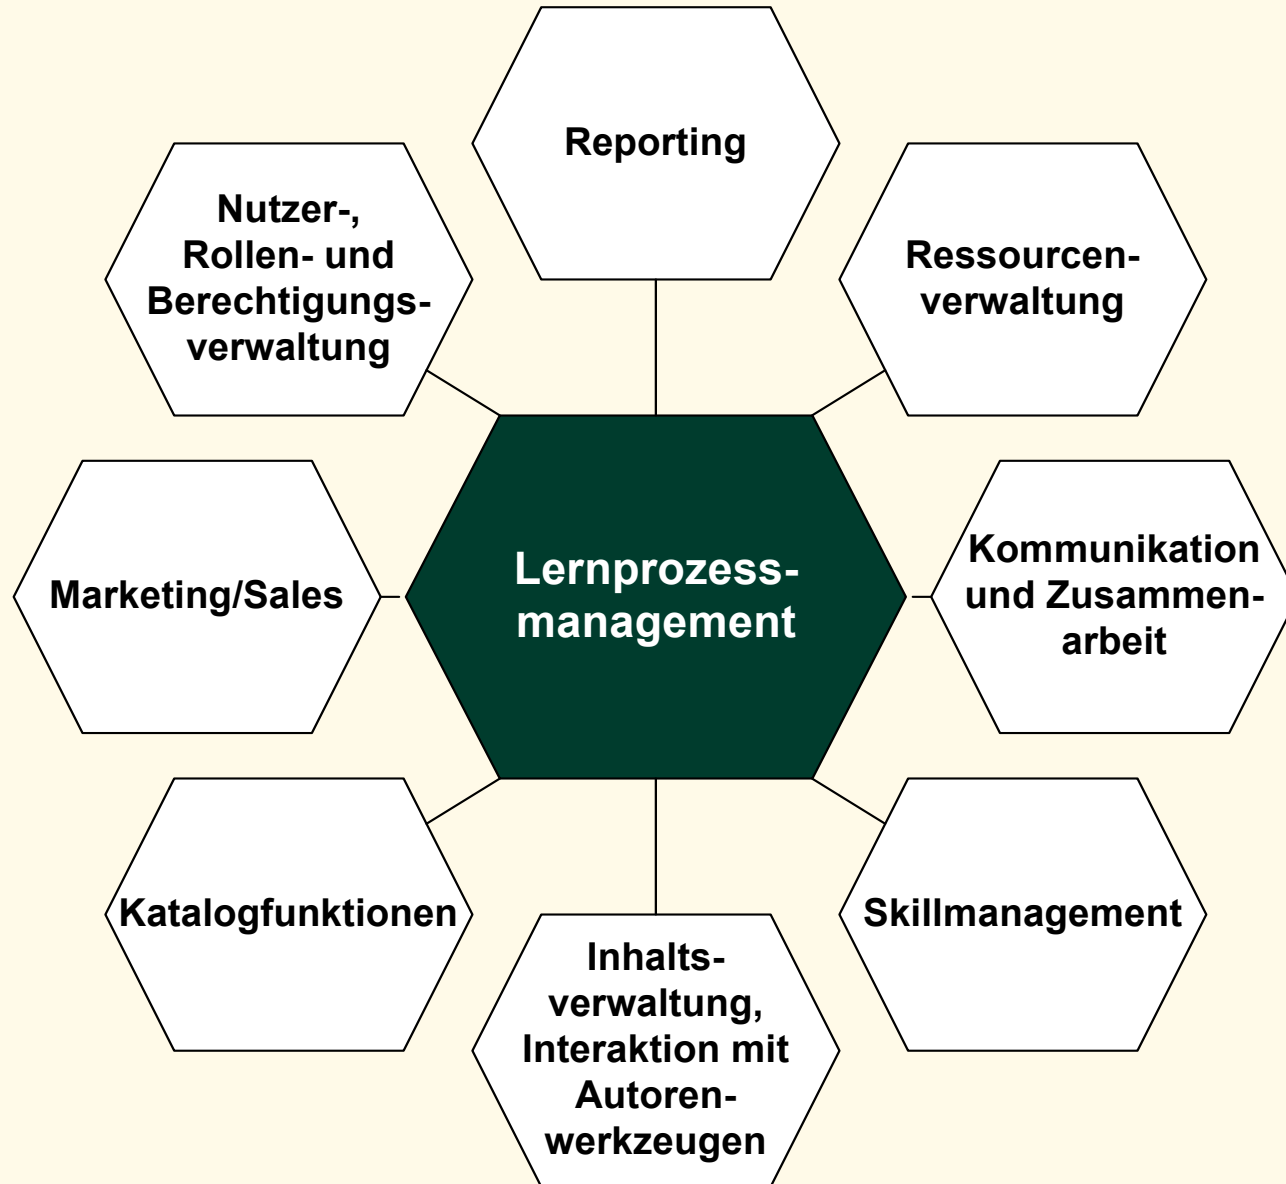 Reporting
Nutzer-,
Rollen- und
Berechtigungs-
verwaltung
Ressourcen-
verwaltung
Marketing/Sales
Lernprozess-
management
Kommunikation
und Zusammen-
arbeit
Katalogfunktionen
Skillmanagement
Inhalts-
verwaltung,
Interaktion mit
Autoren-
werkzeugen